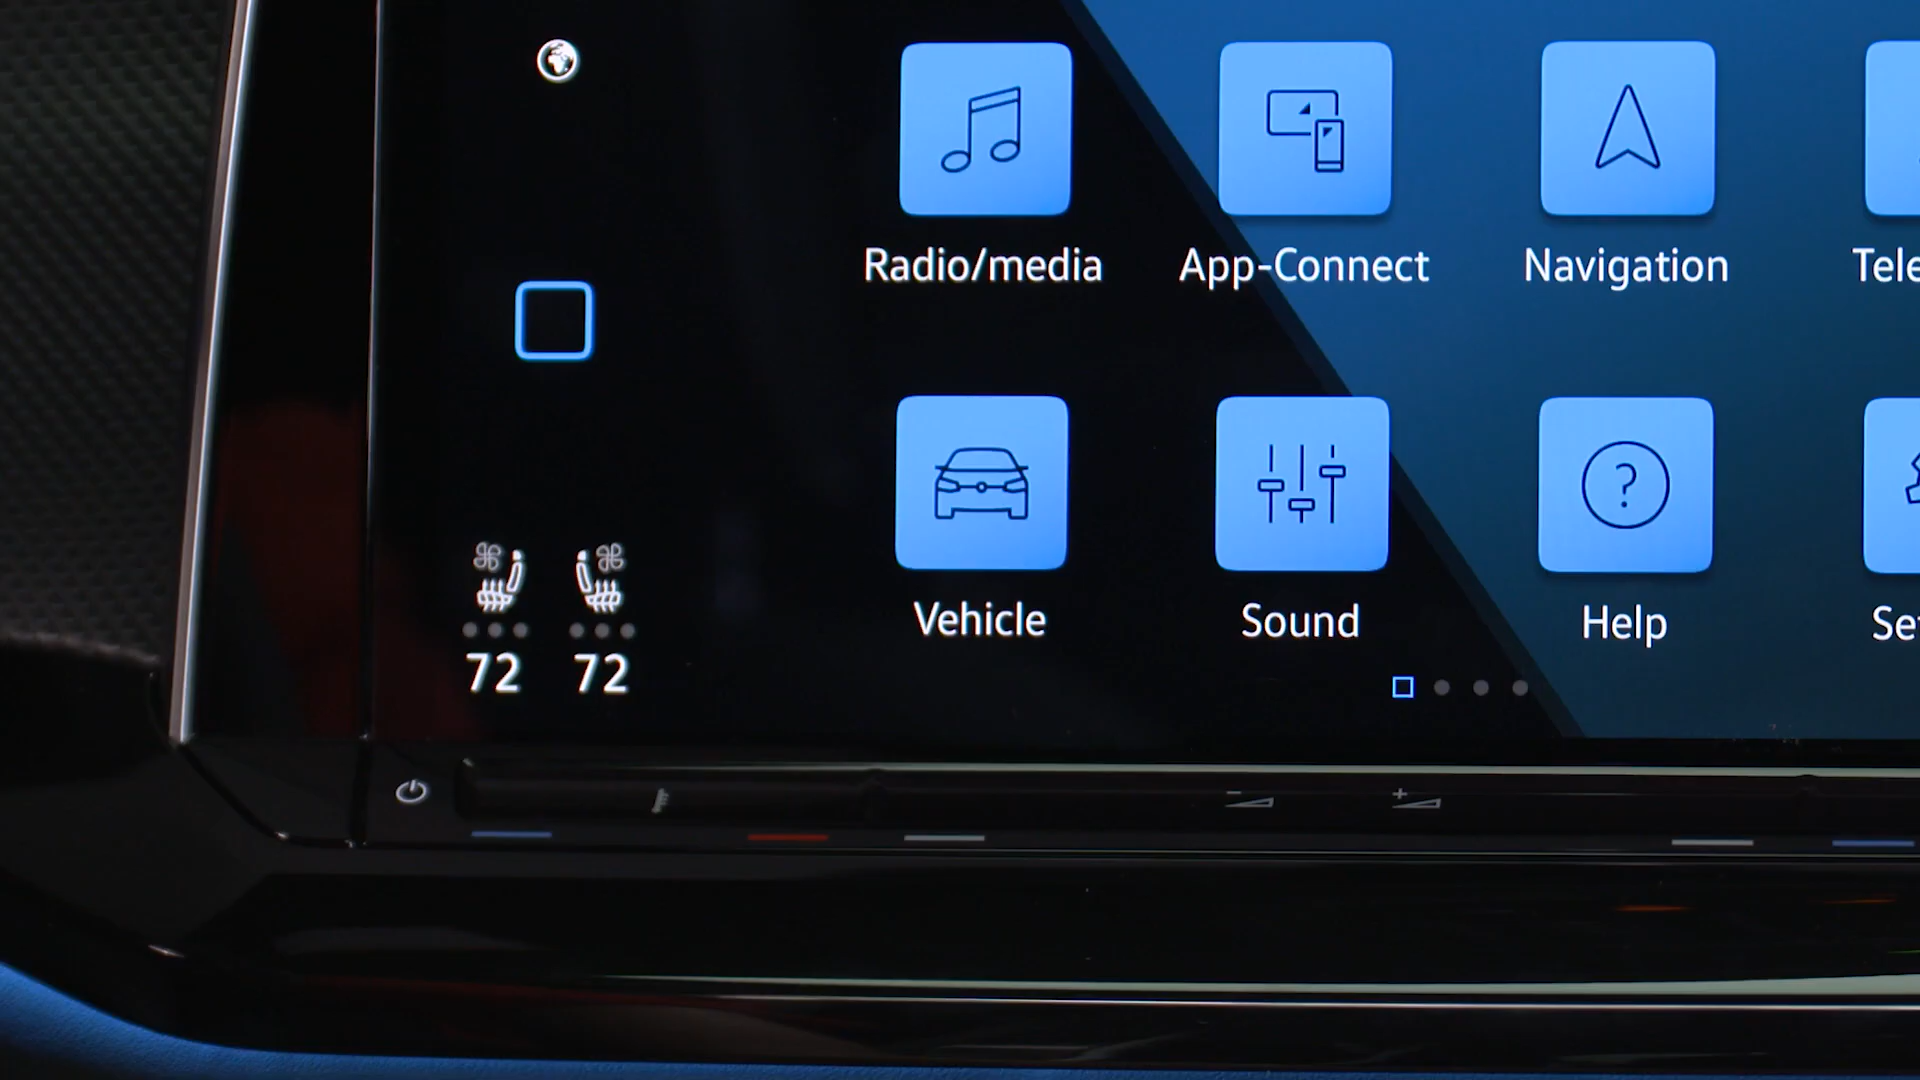 Radio/media
App-Connect
Navigation
Tele
Vehicle
Sound
?
Help
Se
72
72